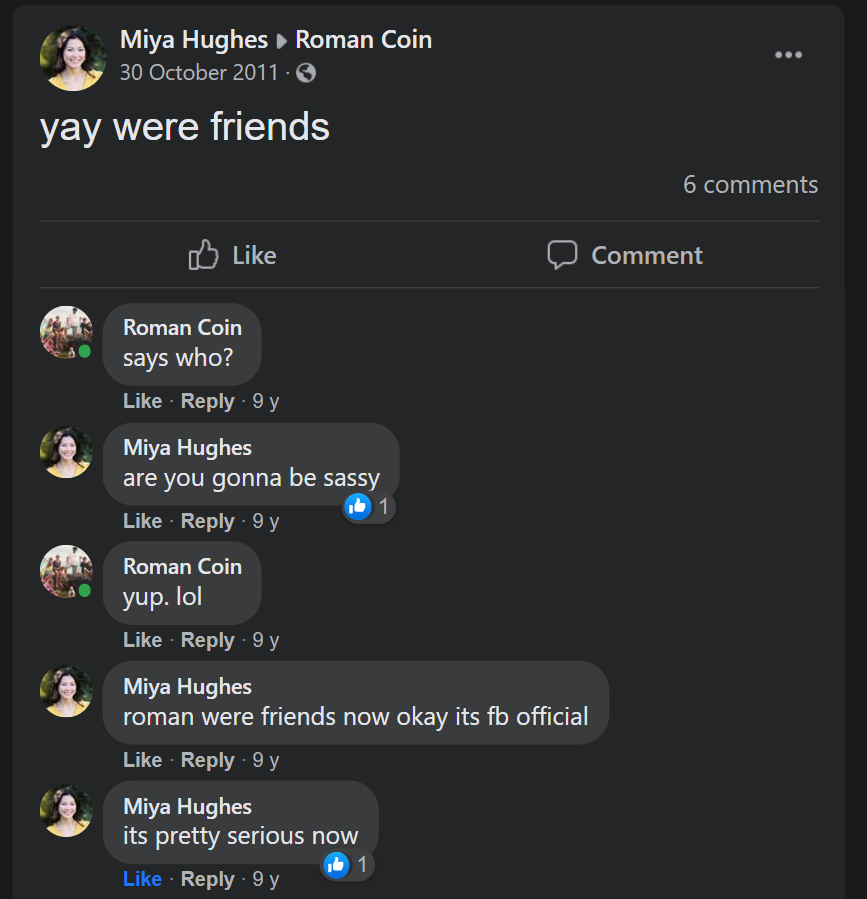 Miya Hughes ▸ Roman Coin
30 October 2011 ·
yay were friends
6 comments
Like Comment
Roman Coin
says who?
Like · Reply · 9 y
Miya Hughes
are you gonna be sassy
1
Like · Reply · 9 y
Roman Coin
yup. lol
Like · Reply · 9 y
Miya Hughes
roman were friends now okay its fb official
Like · Reply · 9 y
Miya Hughes
its pretty serious now
1
Like · Reply · 9 y